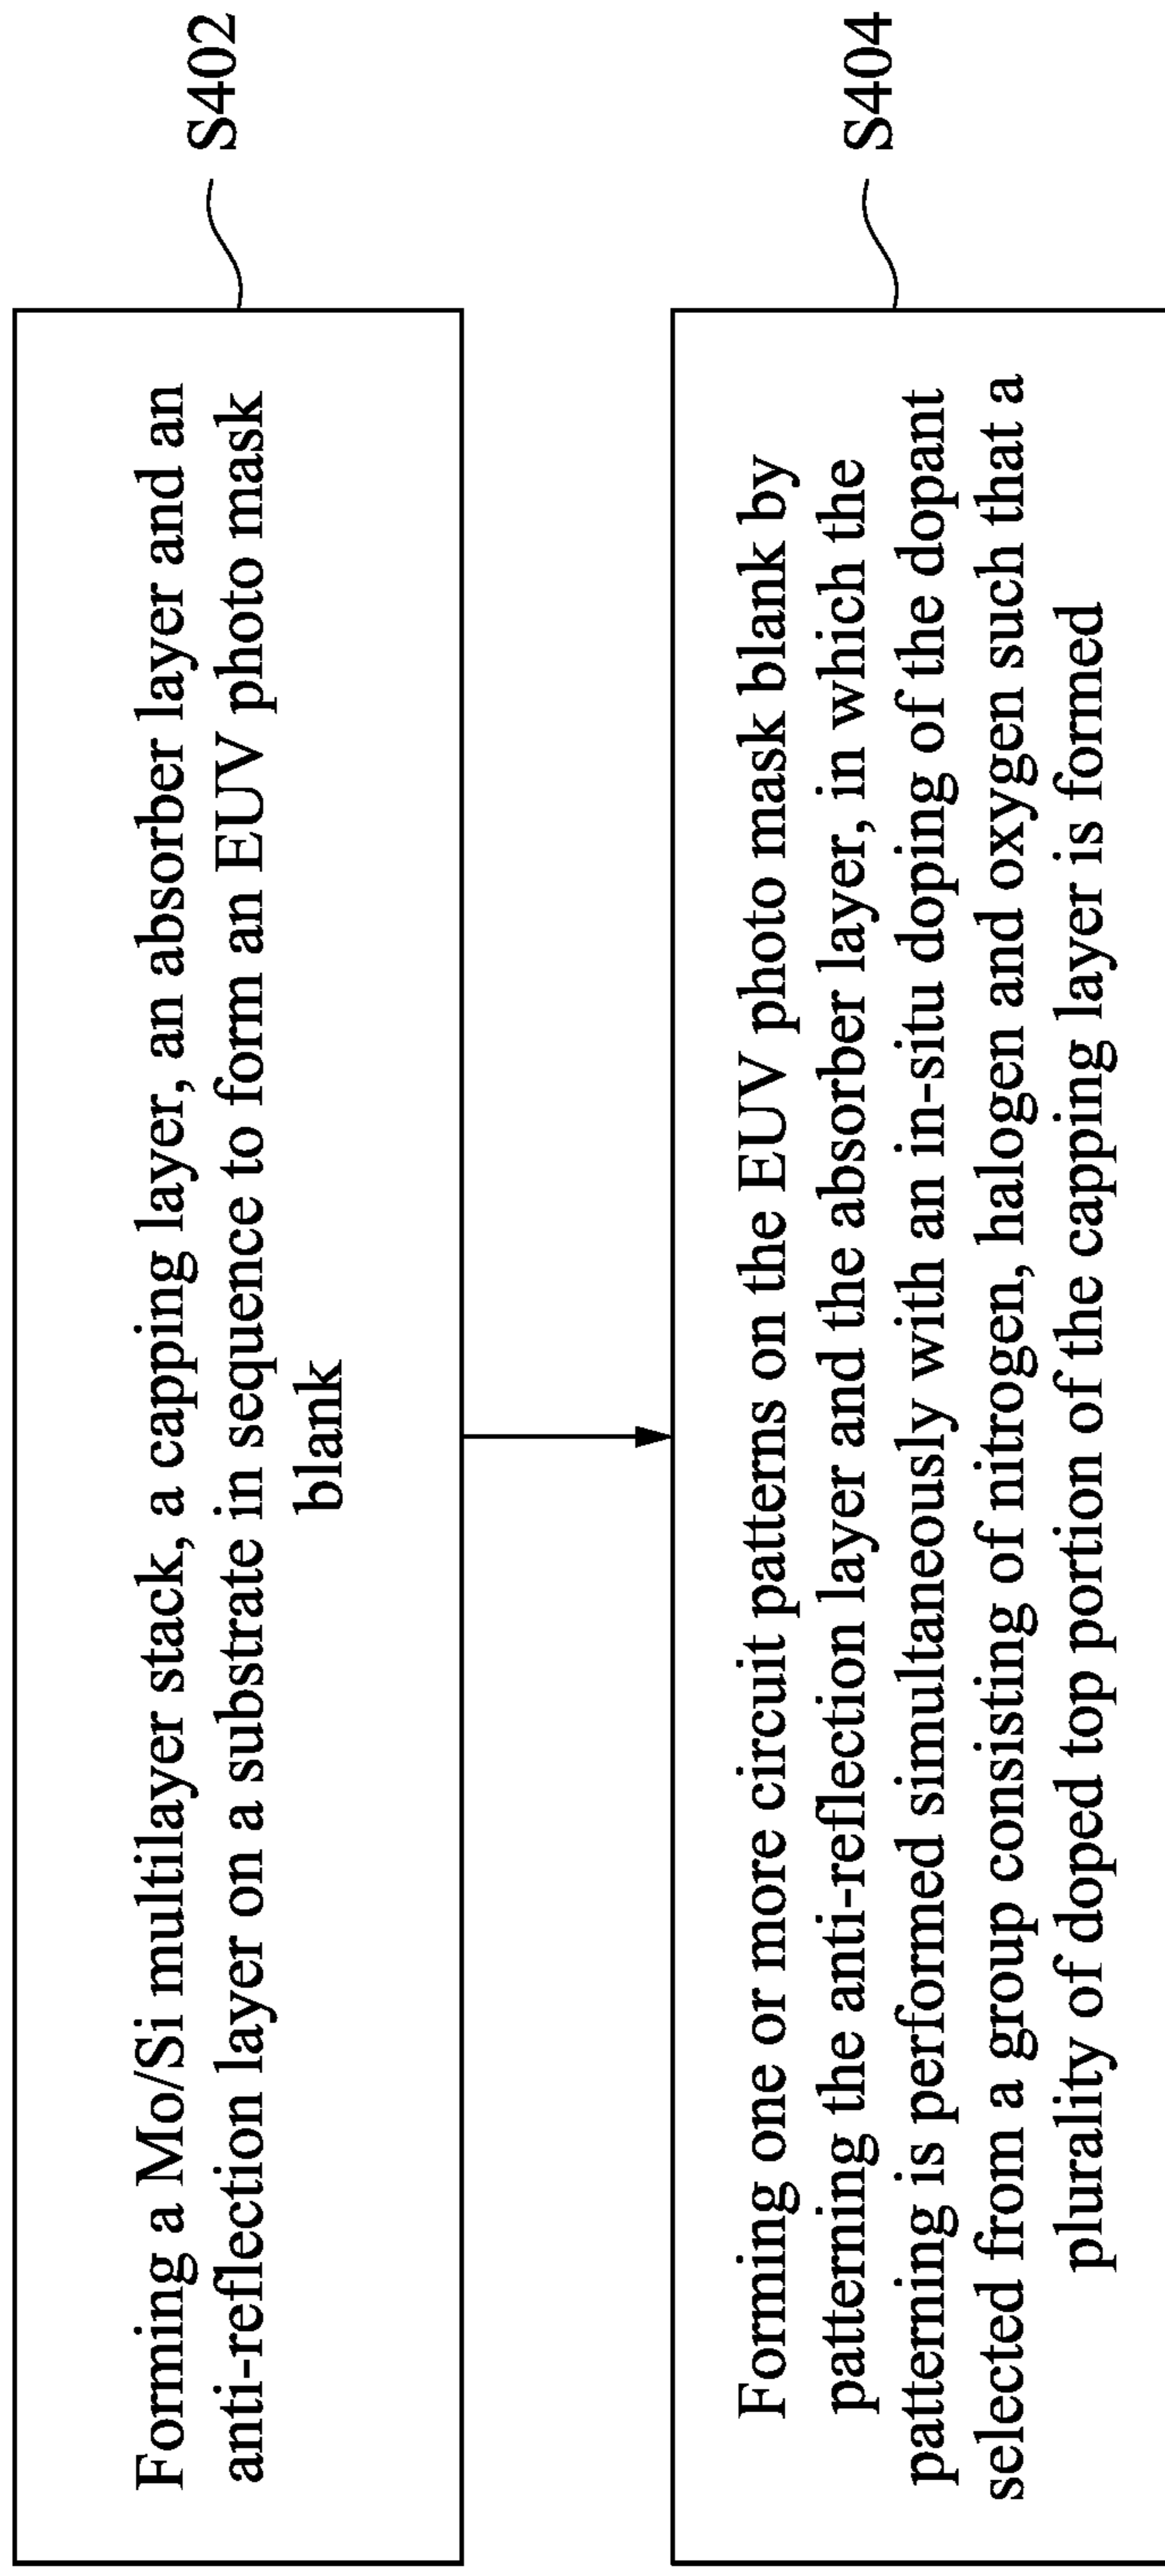 Forming a Mo/Si multilayer stack, a capping layer, an absorber layer and an
anti-reflection layer on a substrate in sequence to form an EUV photo mask
blank
S402
Forming one or more circuit patterns on the EUV photo mask blank by
patterning the anti-reflection layer and the absorber layer, in which the
patterning is performed simultaneously with an in-situ doping of the dopant
selected from a group consisting of nitrogen, halogen and oxygen such that a
plurality of doped top portion of the capping layer is formed
S404